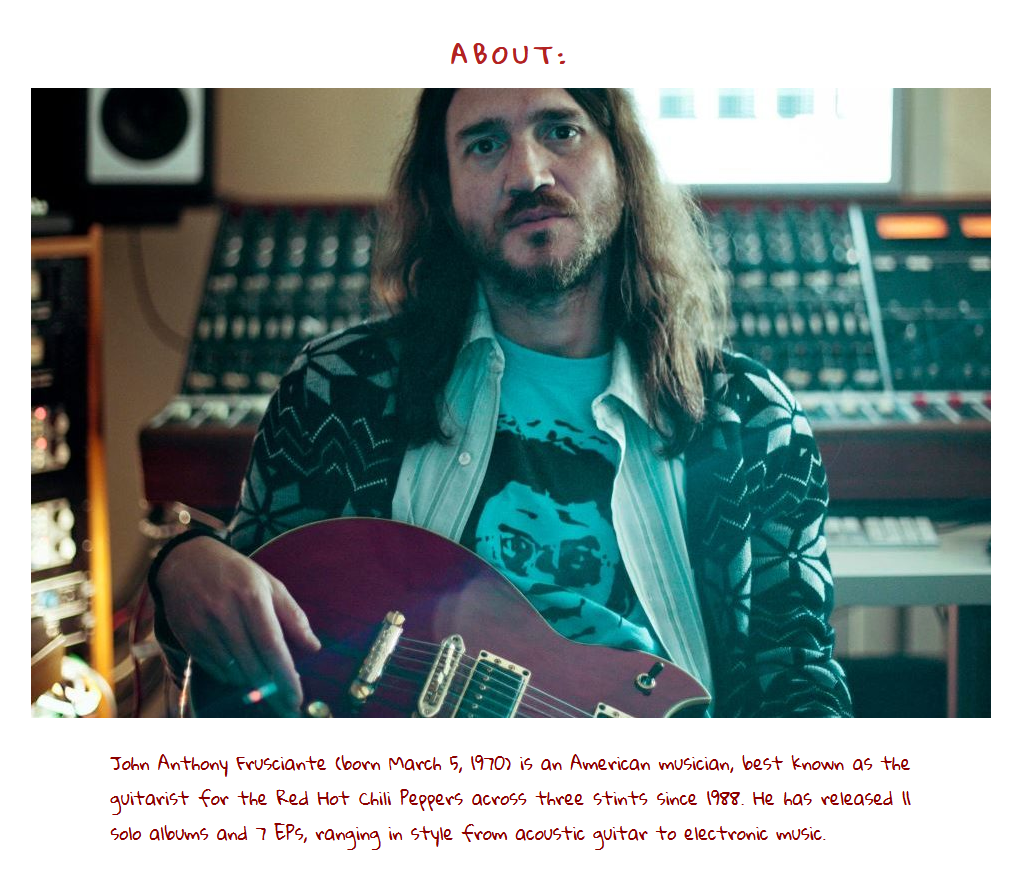 ABOUT:
John Anthony Frusciante (born March 5, 1970) is an American musician, best known as the
guitarist for the Red Hot Chili Peppers across three stints since 1988. He has released 11
solo albums and 7 EPs, ranging in style from acoustic guitar to electronic music.